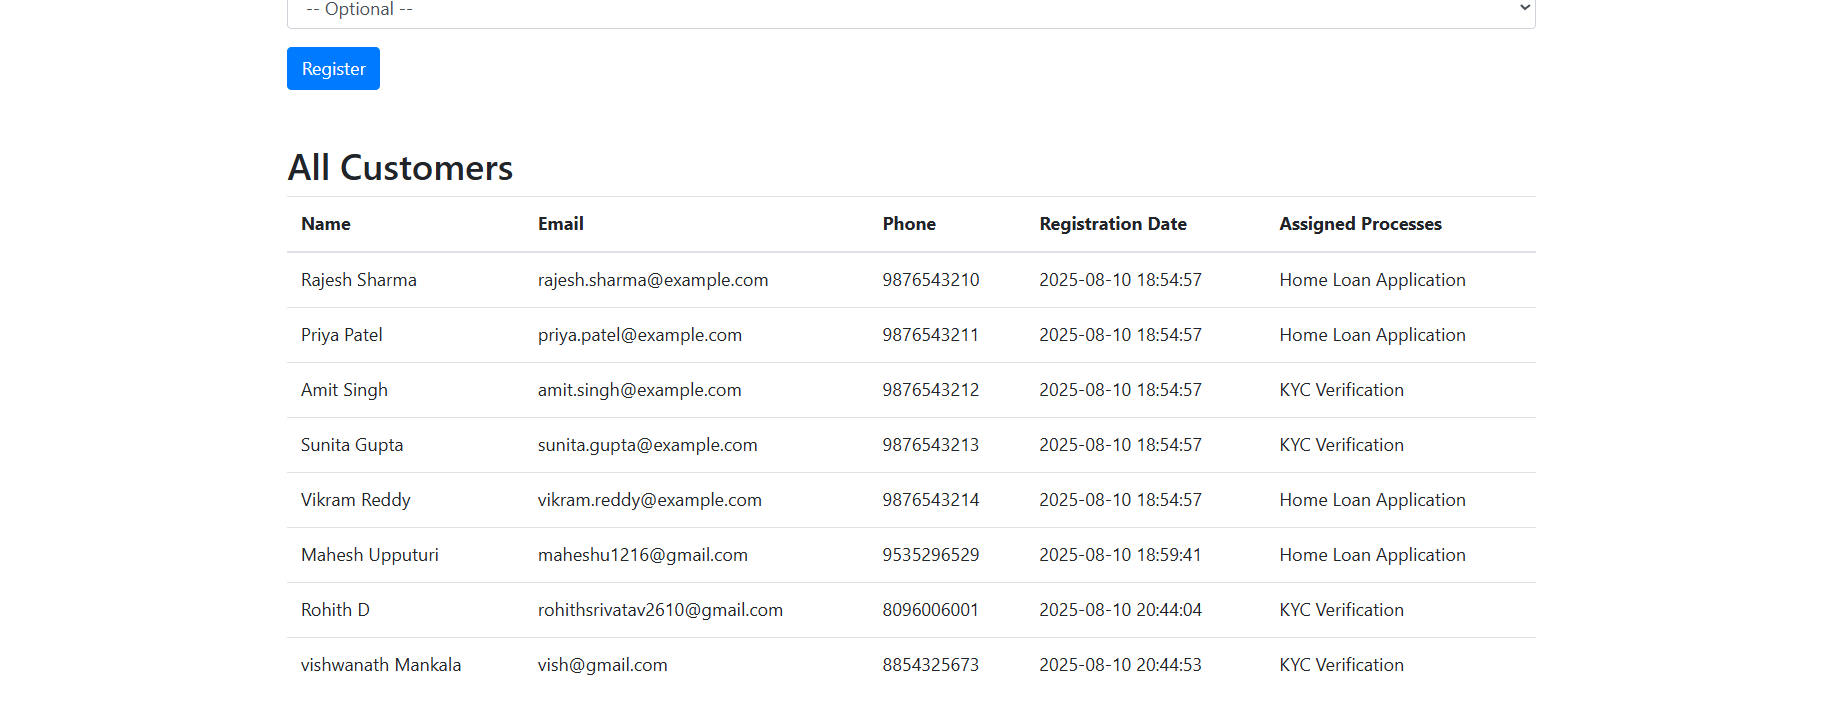 -- Optional --
Register
All Customers
Name Email Phone Registration Date Assigned Processes
Rajesh Sharma rajesh.sharma@example.com 9876543210 2025-08-10 18:54:57 Home Loan Application
Priya Patel priya.patel@example.com 9876543211 2025-08-10 18:54:57 Home Loan Application
Amit Singh amit.singh@example.com 9876543212 2025-08-10 18:54:57 KYC Verification
Sunita Gupta sunita.gupta@example.com 9876543213 2025-08-10 18:54:57 KYC Verification
Vikram Reddy vikram.reddy@example.com 9876543214 2025-08-10 18:54:57 Home Loan Application
Mahesh Upputuri maheshu1216@gmail.com 9535296529 2025-08-10 18:59:41 Home Loan Application
Rohith D rohithsrivatav2610@gmail.com 8096006001 2025-08-10 20:44:04 KYC Verification
vishwanath Mankala vish@gmail.com 8854325673 2025-08-10 20:44:53 KYC Verification